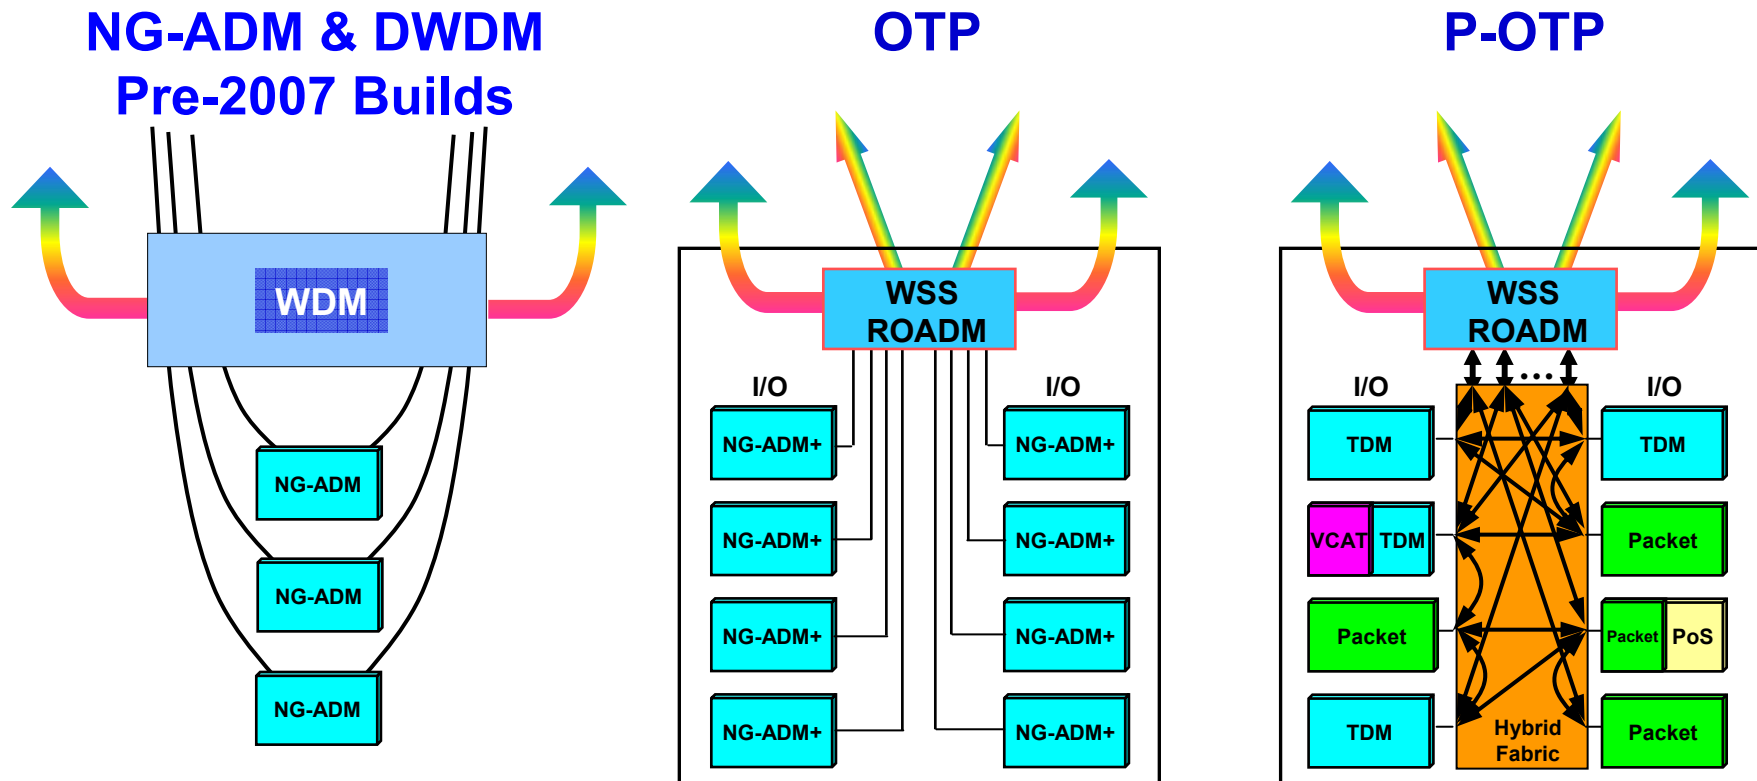 NG-ADM & DWDM
Pre-2007 Builds
WDM
NG-ADM
NG-ADM
NG-ADM
OTP
WSS
ROADM
I/O
I/O
NG-ADM+
NG-ADM+
NG-ADM+
NG-ADM+
NG-ADM+
NG-ADM+
NG-ADM+
NG-ADM+
P-OTP
WSS
ROADM
...
I/O
I/O
TDM
TDM
VCAT
TDM
Packet
Packet
Packet
PoS
TDM
Hybrid
Fabric
Packet